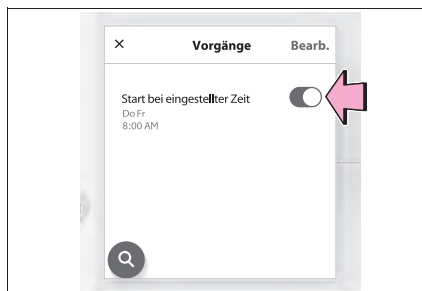 × Vorgänge Bearb.
Start bei eingestellter Zeit
Do Fr
8:00 AM